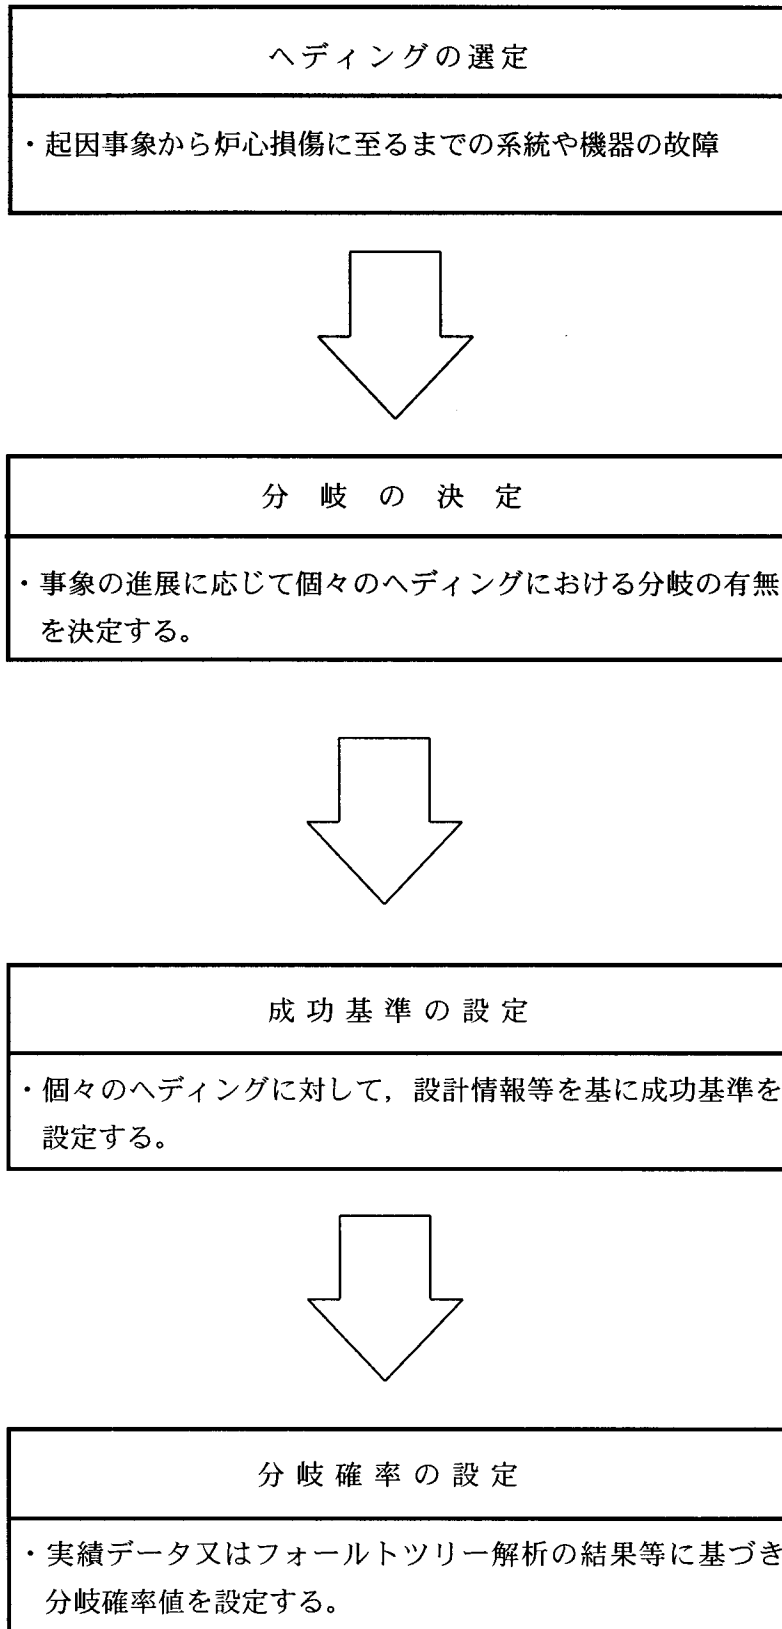 ヘディングの選定
・起因事象から炉心損傷に至るまでの系統や機器の故障
分岐の決定
・事象の進展に応じて個々のヘディングにおける分岐の有無
を決定する。
成功基準の設定
・個々のヘディングに対して，設計情報等を基に成功基準を
設定する。
分岐確率の設定
・実績データ又はフォールトツリー解析の結果等に基づき
分岐確率値を設定する。